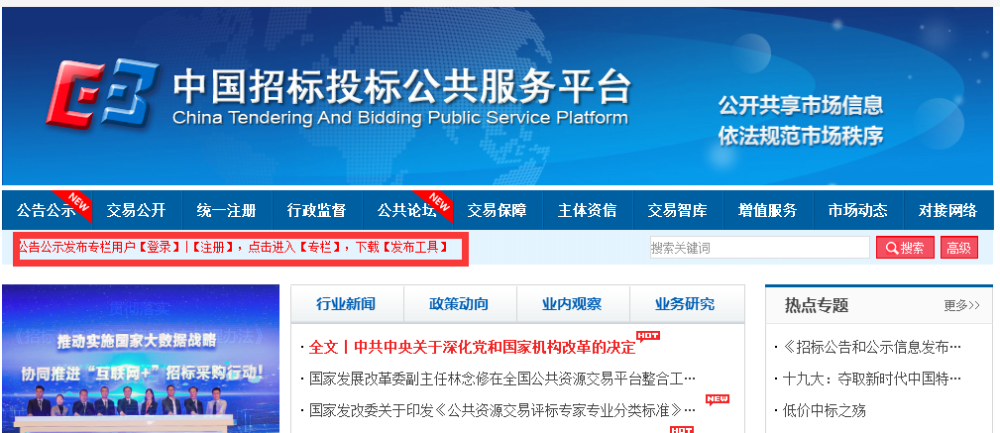 中国招标投标公共服务平台
China Tendering And Bidding Public Service Platform
公开共享市场信息
依法规范市场秩序
公告公示 NEW 交易公开 统一注册 行政监督 公共论坛 NEW 交易保障 主体资信 交易智库 增值服务 市场动态 对接网络
公告公示发布专栏用户【登录】|【注册】，点击进入【专栏】，下载【发布工具】 搜索关键词 搜索 高级
推动实施国家大数据战略
协同推进“互联网+”招标采购行动！
行业新闻 政策动向 业内观察 业务研究
全文丨中共中央关于深化党和国家机构改革的决定 HOT
国家发展改革委副主任林念修在全国公共资源交易平台整合工…
国家发改委关于印发《公共资源交易评标专家专业分类标准》… NEW
HOT
热点专题 更多>>
《招标公告和公示信息发布…
十九大：夺取新时代中国特…
低价中标之殇